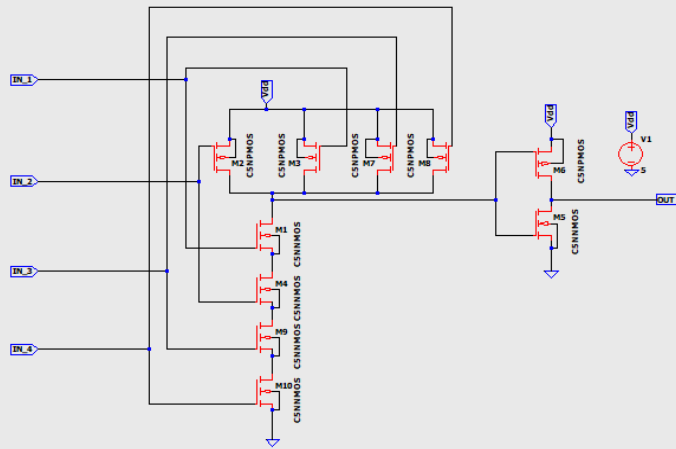 IN_1
IN_2
IN_3
IN_4
Vdd
M2
C5NPMOS
M3
C5NPMOS
M7
C5NPMOS
M8
C5NPMOS
M1
C5NNMOS
M4
C5NNMOS
M9
C5NNMOS
M10
C5NNMOS
Vdd
M6
C5NPMOS
M5
C5NNMOS
Vdd
V1
5
OUT